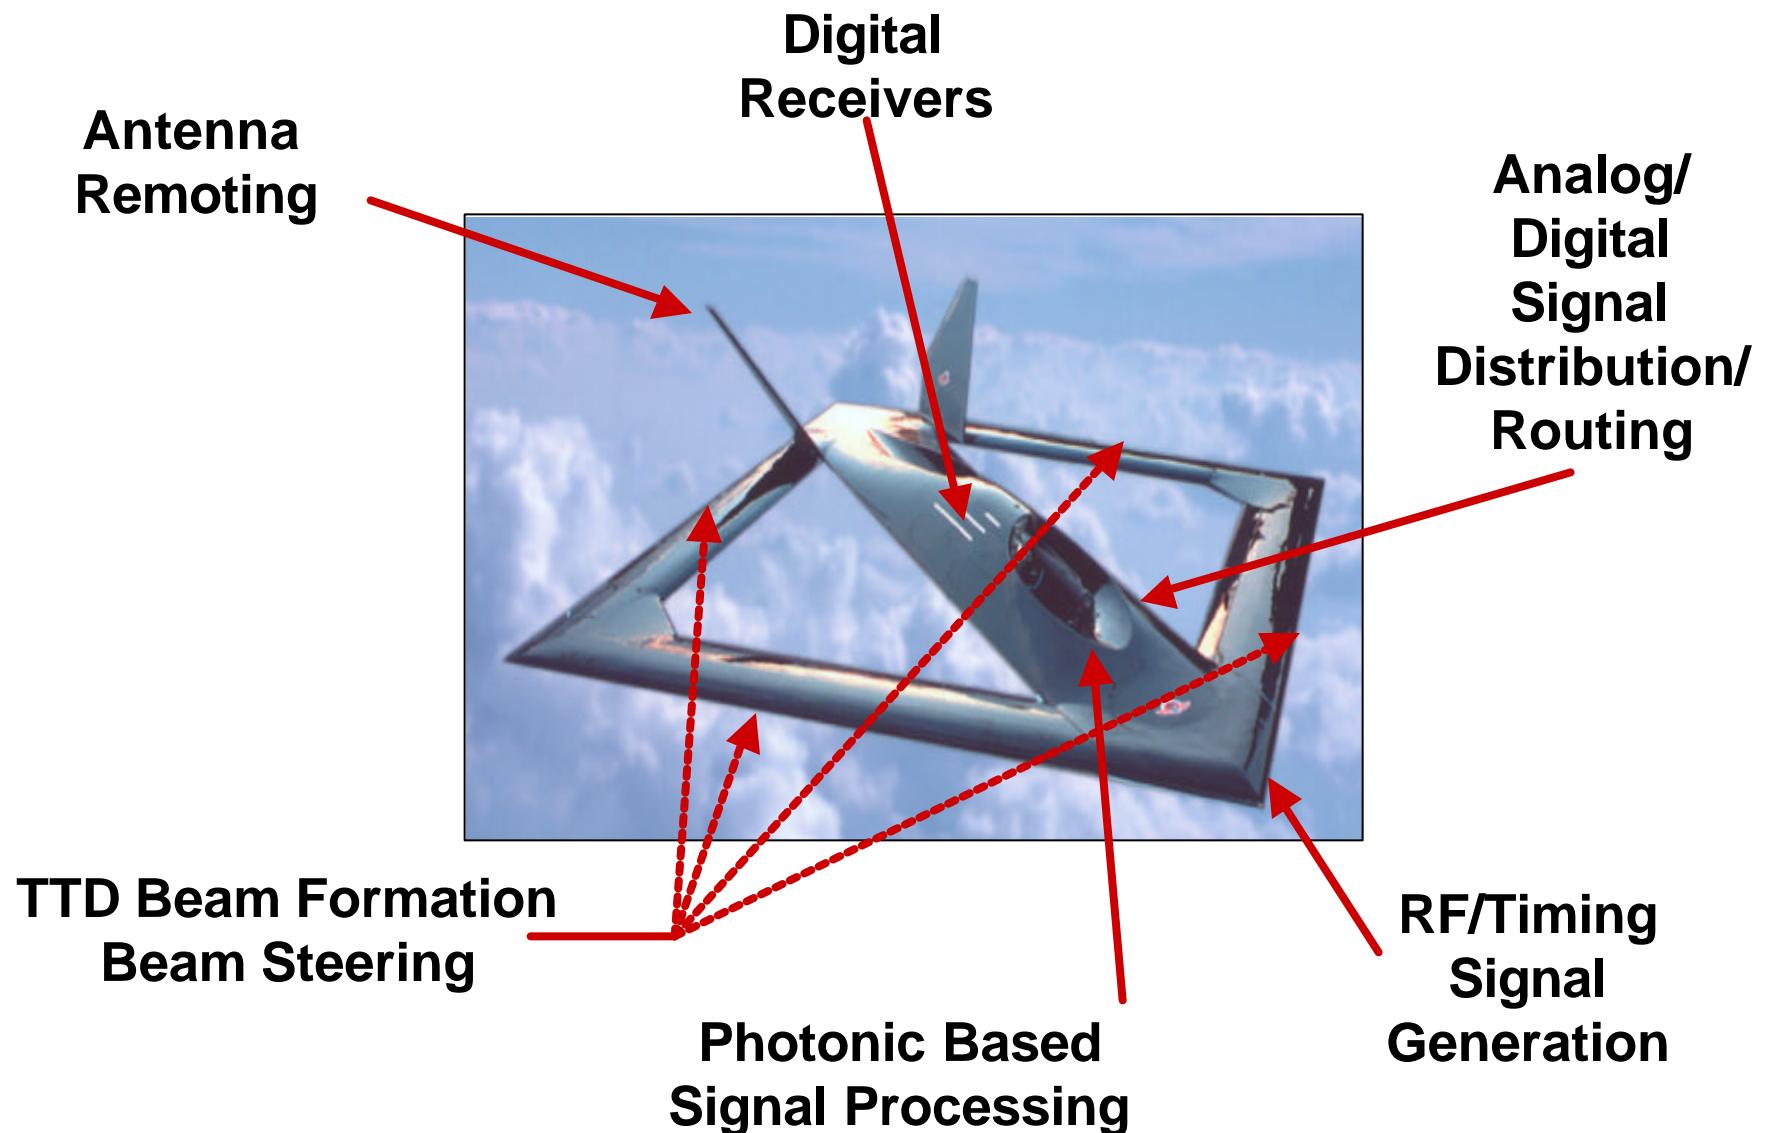 Digital
Receivers
Antenna
Remoting
Analog/
Digital
Signal
Distribution/
Routing
TTD Beam Formation
Beam Steering
RF/Timing
Signal
Generation
Photonic Based
Signal Processing